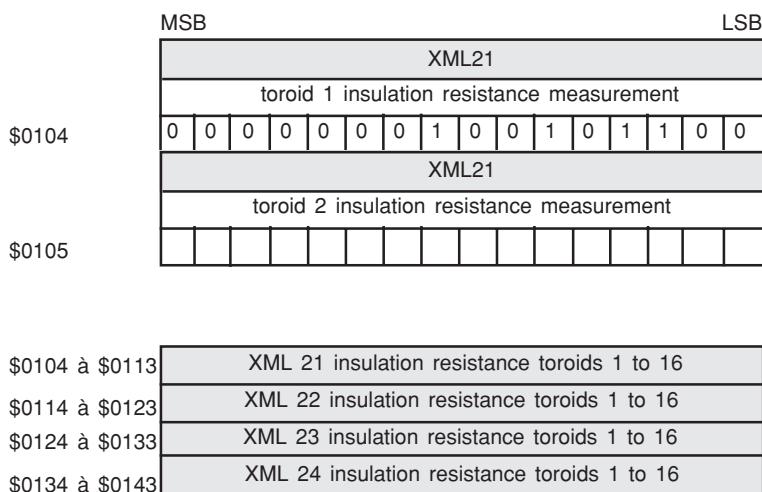 MSB LSB
XML21
toroid 1 insulation resistance measurement
$0104 0 0 0 0 0 0 0 1 0 0 1 0 1 1 0 0
XML21
toroid 2 insulation resistance measurement
$0105
$0104 à $0113 XML 21 insulation resistance toroids 1 to 16
$0114 à $0123 XML 22 insulation resistance toroids 1 to 16
$0124 à $0133 XML 23 insulation resistance toroids 1 to 16
$0134 à $0143 XML 24 insulation resistance toroids 1 to 16